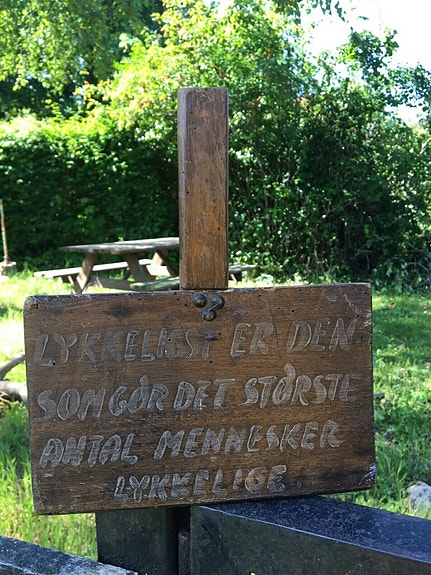 LYKKELIGST ER DEN
SOM GØR DET STØRSTE
ANTAL MENNESKER
LYKKELIGE